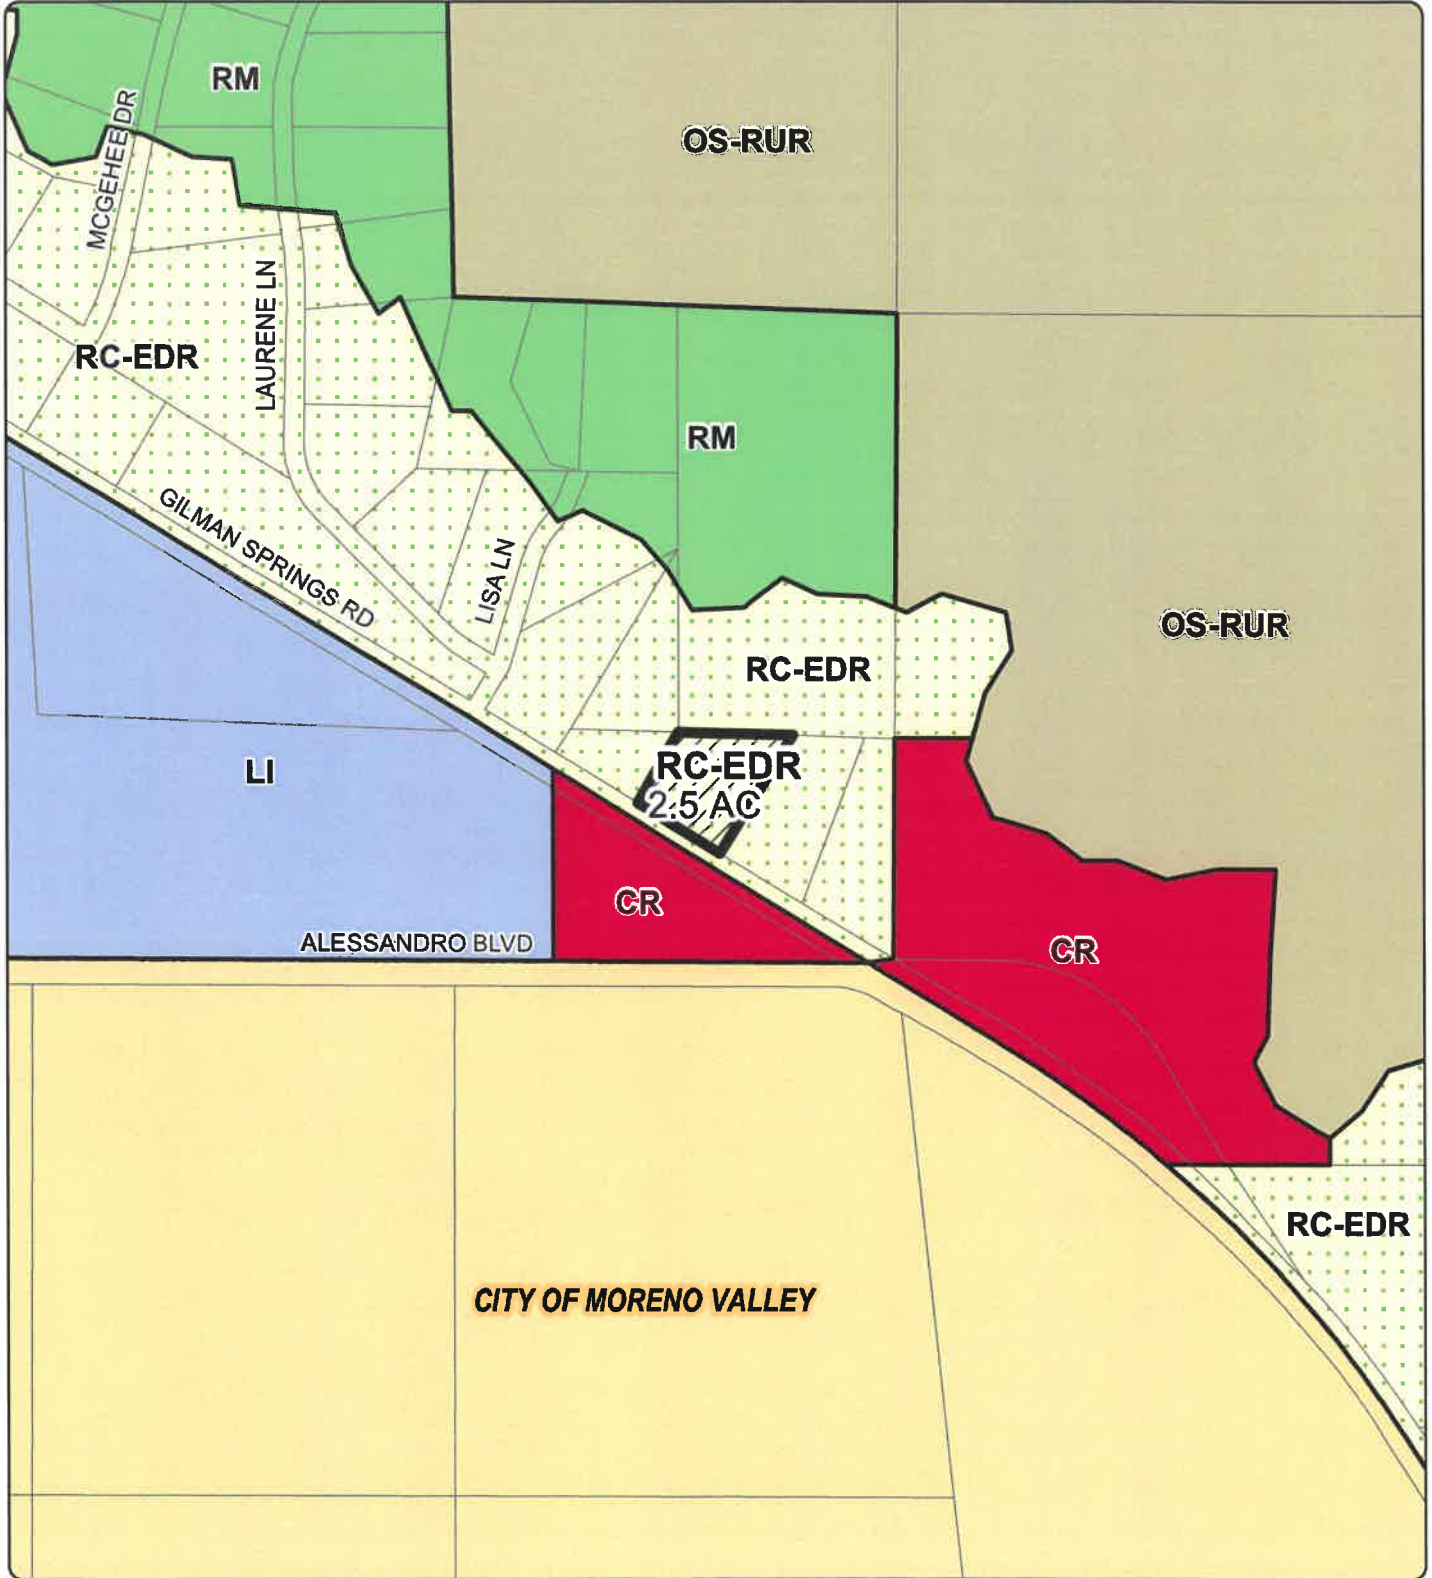 RM
OS-RUR
MCGEHEE DR
LAURENE LN
RC-EDR
RM
GILMAN SPRINGS RD
LISA LN
OS-RUR
RC-EDR
RC-EDR
2.5 AC
LI
CR
ALESSANDRO BLVD
CR
RC-EDR
CITY OF MORENO VALLEY